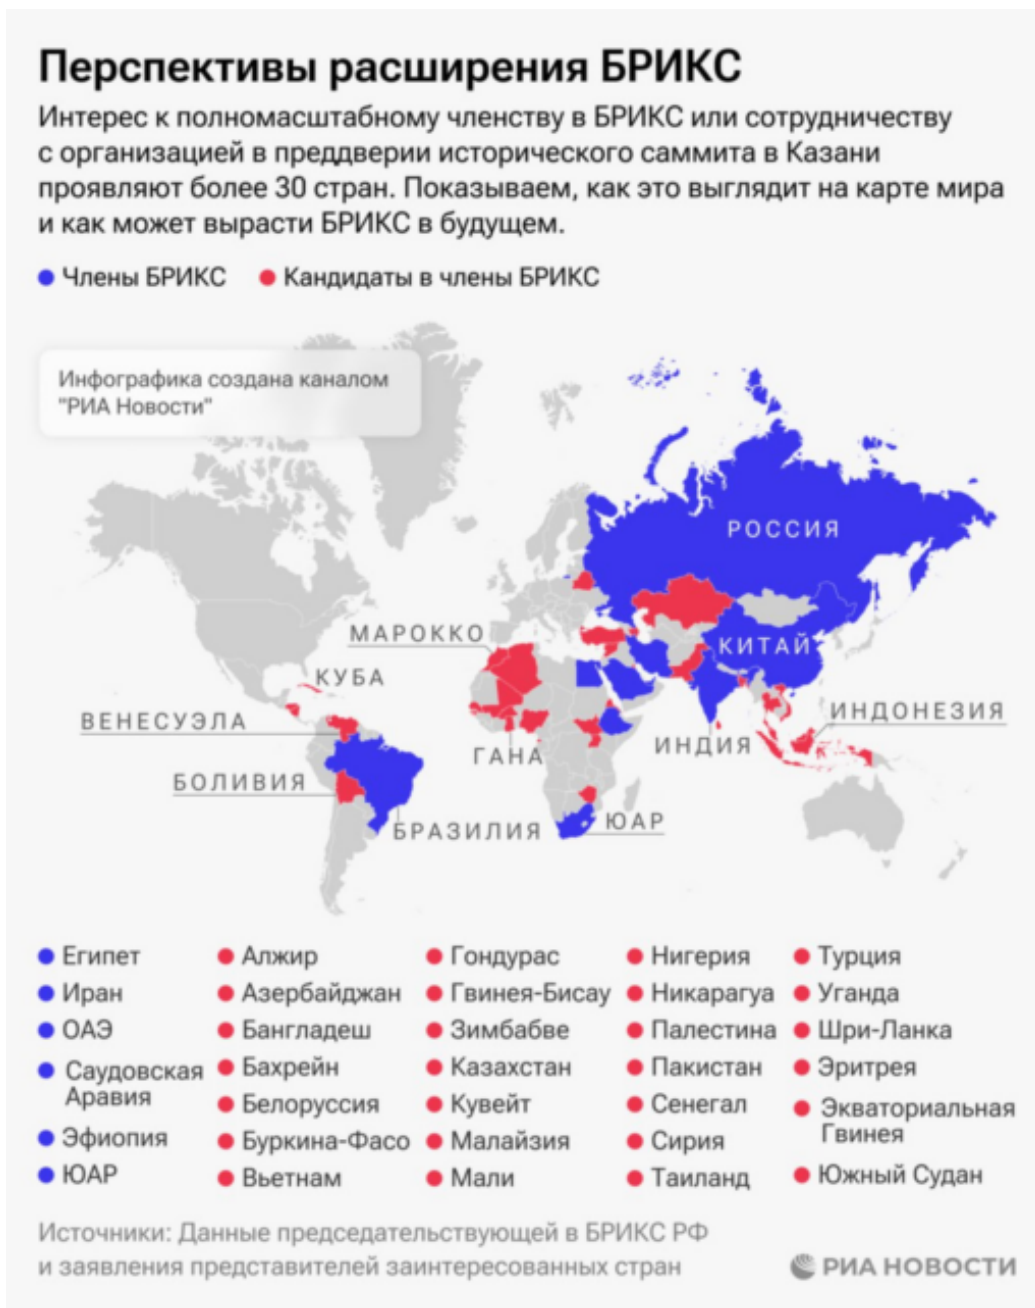 Перспективы расширения БРИКС
Интерес к полномасштабному членству в БРИКС или сотрудничеству
с организацией в преддверии исторического саммита в Казани
проявляют более 30 стран. Показываем, как это выглядит на карте мира
и как может вырасти БРИКС в будущем.
Члены БРИКС
Кандидаты в члены БРИКС
Инфографика создана каналом
"РИА Новости"
РОССИЯ
МАРОККО
КИТАЙ
КУБА
ВЕНЕСУЭЛА
ИНДОНЕЗИЯ
ГАНА
ИНДИЯ
БОЛИВИЯ
БРАЗИЛИЯ
ЮАР
Египет
Иран
ОАЭ
Саудовская
Аравия
Эфиопия
ЮАР
Алжир
Азербайджан
Бангладеш
Бахрейн
Белоруссия
Буркина-Фасо
Вьетнам
Гондурас
Гвинея-Бисау
Зимбабве
Казахстан
Кувейт
Малайзия
Мали
Нигерия
Никарагуа
Палестина
Пакистан
Сенегал
Сирия
Таиланд
Турция
Уганда
Шри-Ланка
Эритрея
Экваториальная
Гвинея
Южный Судан
Источники: Данные председательствующей в БРИКС РФ
и заявления представителей заинтересованных стран
РИА НОВОСТИ